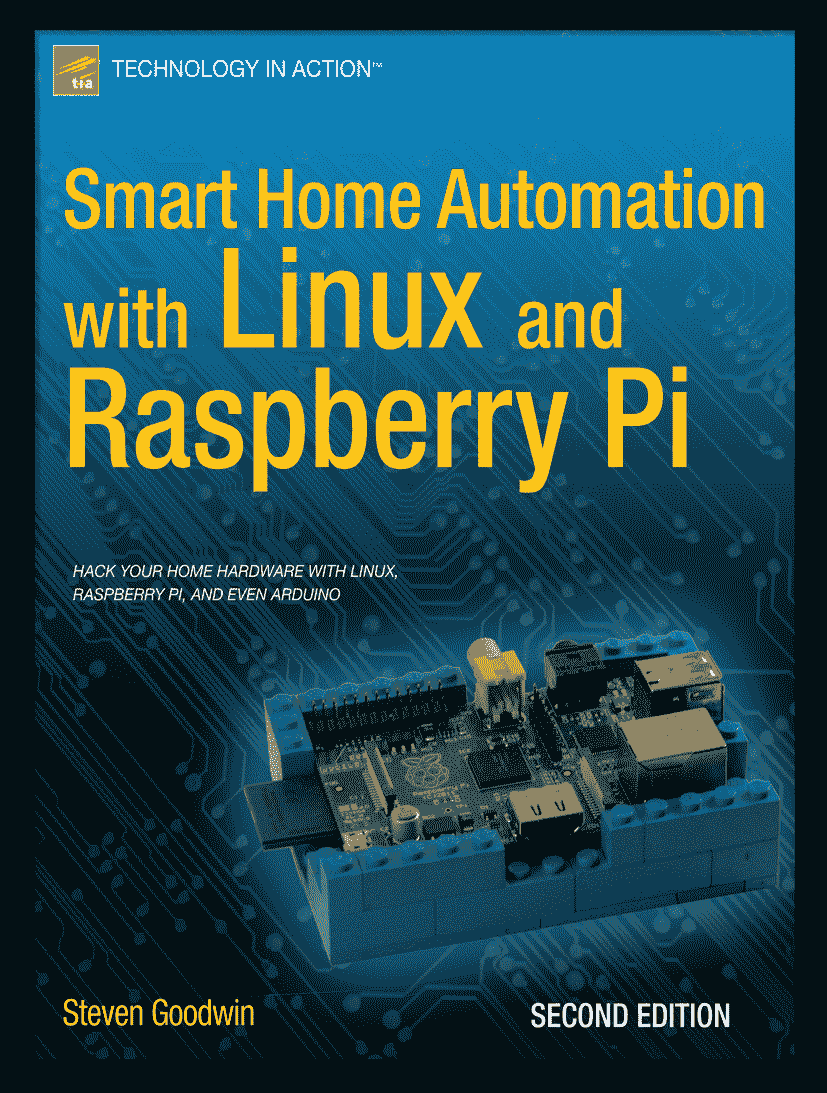 tia
TECHNOLOGY IN ACTION™
Smart Home Automation
with Linux and
Raspberry Pi
HACK YOUR HOME HARDWARE WITH LINUX,
RASPBERRY PI, AND EVEN ARDUINO
Steven Goodwin
SECOND EDITION